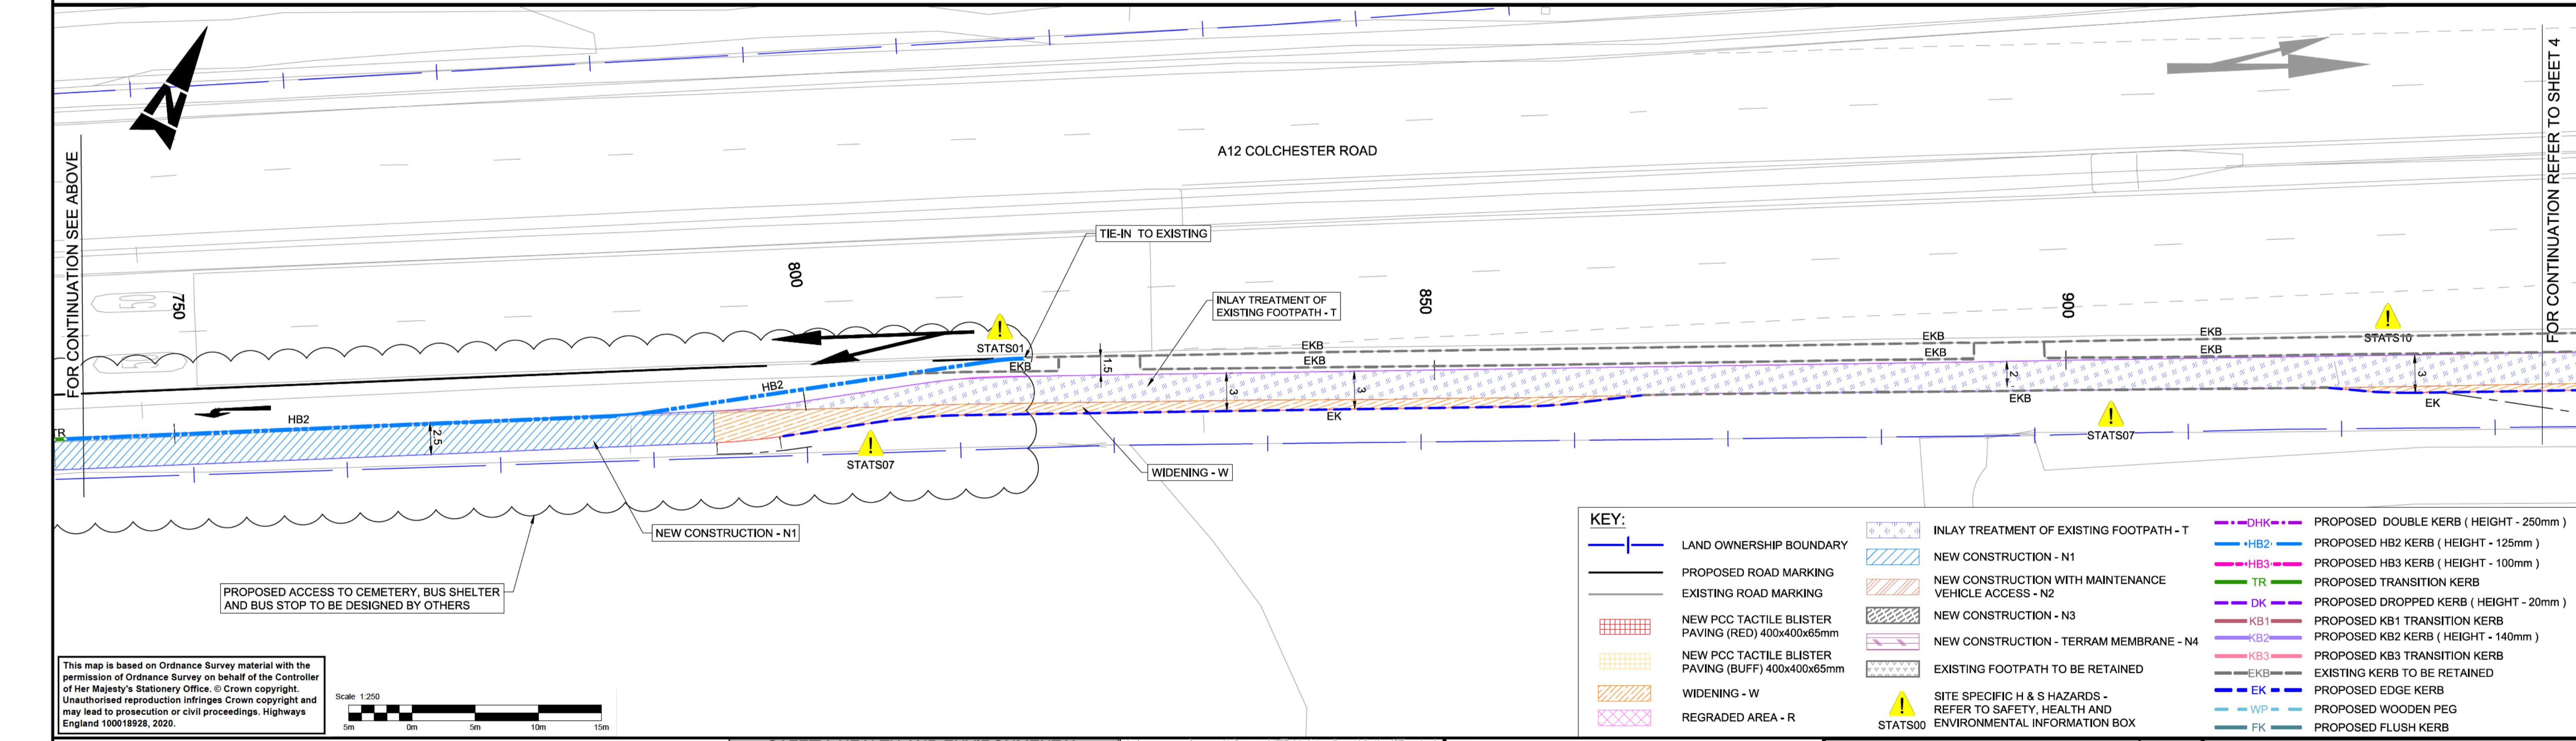 N
FOR CONTINUATION SEE ABOVE
FOR CONTINUATION REFER TO SHEET 4
A12 COLCHESTER ROAD
TIE-IN TO EXISTING
INLAY TREATMENT OF
EXISTING FOOTPATH - T
750
800
850
900
STATS01
STATS10
EKB
EKB
EKB
EKB
EKB
EKB
EKB
EKB
1.5
3
3
2
3
HB2
HB2
TR
2.5
EK
EK
STATS07
STATS07
WIDENING - W
NEW CONSTRUCTION - N1
PROPOSED ACCESS TO CEMETERY, BUS SHELTER
AND BUS STOP TO BE DESIGNED BY OTHERS
This map is based on Ordnance Survey material with the
permission of Ordnance Survey on behalf of the Controller
of Her Majesty's Stationery Office. © Crown copyright.
Unauthorised reproduction infringes Crown copyright and
may lead to prosecution or civil proceedings. Highways
England 100018928, 2020.
Scale 1:250
5m 0m 5m 10m 15m
KEY:
LAND OWNERSHIP BOUNDARY
PROPOSED ROAD MARKING
EXISTING ROAD MARKING
NEW PCC TACTILE BLISTER
PAVING (RED) 400x400x65mm
NEW PCC TACTILE BLISTER
PAVING (BUFF) 400x400x65mm
WIDENING - W
REGRADED AREA - R
INLAY TREATMENT OF EXISTING FOOTPATH - T
NEW CONSTRUCTION - N1
NEW CONSTRUCTION WITH MAINTENANCE
VEHICLE ACCESS - N2
NEW CONSTRUCTION - N3
NEW CONSTRUCTION - TERRAM MEMBRANE - N4
EXISTING FOOTPATH TO BE RETAINED
STATS00
SITE SPECIFIC H & S HAZARDS -
REFER TO SAFETY, HEALTH AND
ENVIRONMENTAL INFORMATION BOX
DHK PROPOSED DOUBLE KERB ( HEIGHT - 250mm )
HB2 PROPOSED HB2 KERB ( HEIGHT - 125mm )
HB3 PROPOSED HB3 KERB ( HEIGHT - 100mm )
TR PROPOSED TRANSITION KERB
DK PROPOSED DROPPED KERB ( HEIGHT - 20mm )
KB1 PROPOSED KB1 TRANSITION KERB
KB2 PROPOSED KB2 KERB ( HEIGHT - 140mm )
KB3 PROPOSED KB3 TRANSITION KERB
EKB EXISTING KERB TO BE RETAINED
EK PROPOSED EDGE KERB
WP PROPOSED WOODEN PEG
FK PROPOSED FLUSH KERB